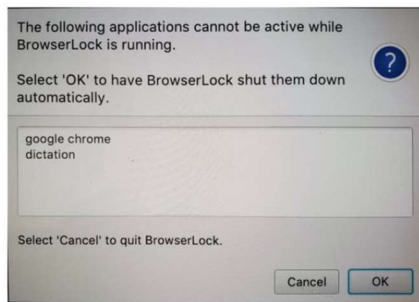 The following applications cannot be active while
BrowserLock is running.
?
Select 'OK' to have BrowserLock shut them down
automatically.
google chrome
dictation
Select 'Cancel' to quit BrowserLock.
Cancel
OK